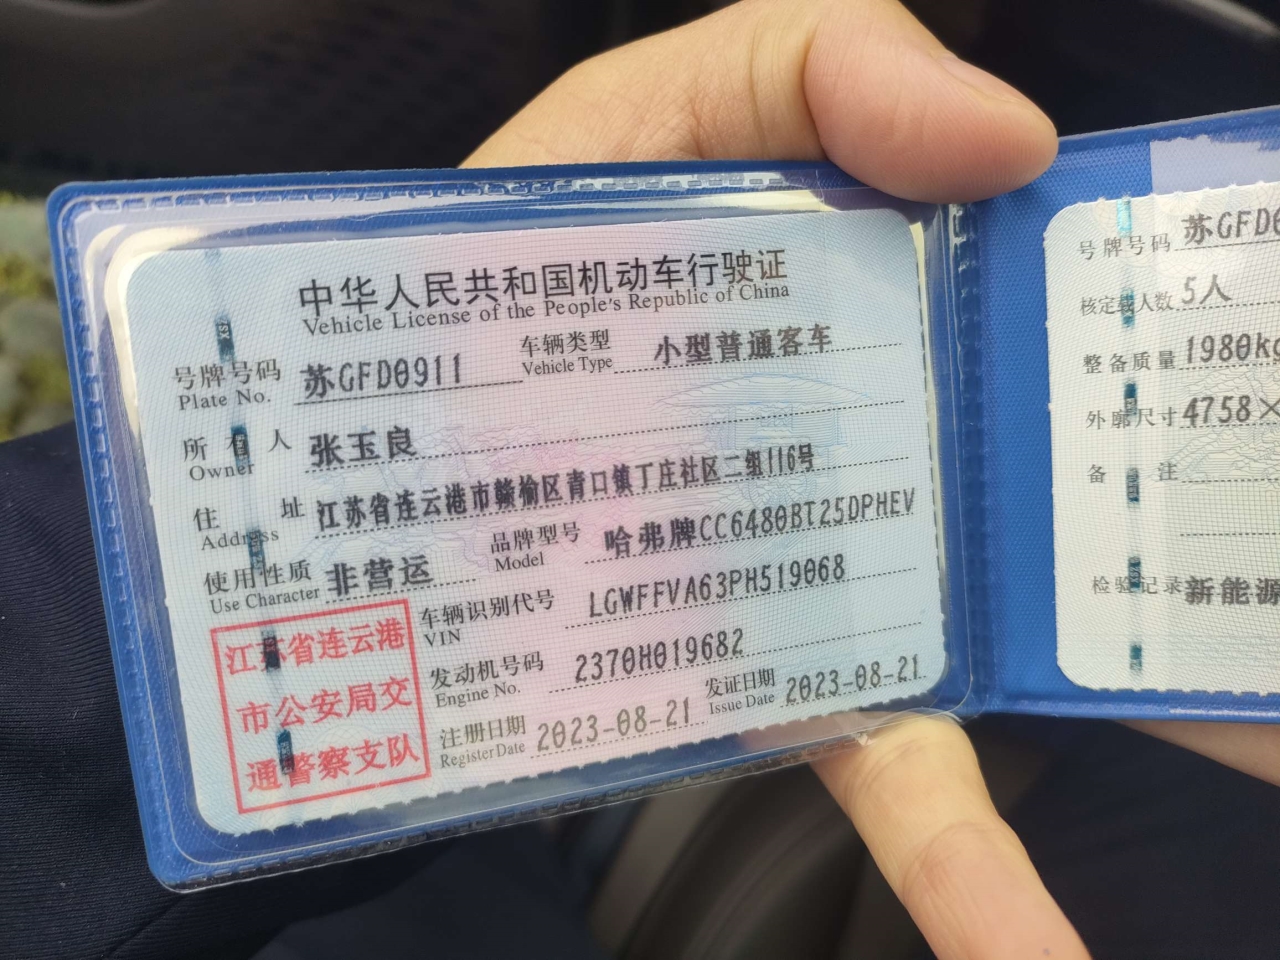 中华人民共和国机动车行驶证
Vehicle License of the People's Republic of China
号牌号码 苏GFD0911 车辆类型 小型普通客车
Plate No. Vehicle Type
所有人 张玉良
Owner
住址 江苏省连云港市赣榆区青口镇丁庄社区二组116号
Address
使用性质 非营运 品牌型号 哈弗牌CC6480BT25DPHEV
Use Character Model
车辆识别代号 LGWFFVA63PH519068
VIN
发动机号码 2370H019682
Engine No.
注册日期 2023-08-21 发证日期 2023-08-21
Register Date Issue Date
江苏省连云港
市公安局交
通警察支队
号牌号码 苏GFD
核定载人数 5人
整备质量 1980kg
外廓尺寸 4758×
备注
检验记录 新能源